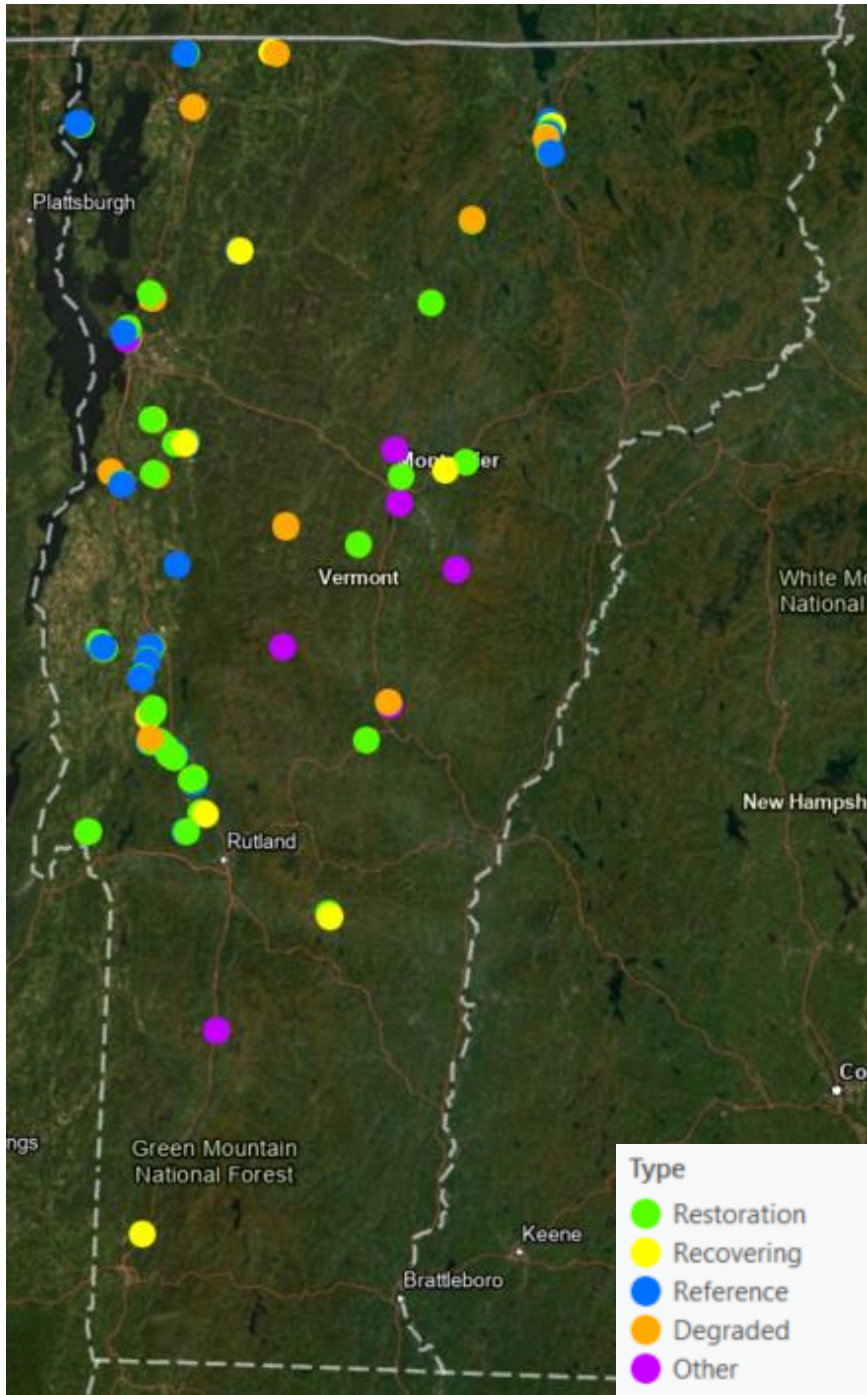 Plattsburgh
Montpelier
Vermont
White Mo
National
New Hampsh
Rutland
Co
ngs
Green Mountain
National Forest
Keene
Brattleboro
Type
Restoration
Recovering
Reference
Degraded
Other